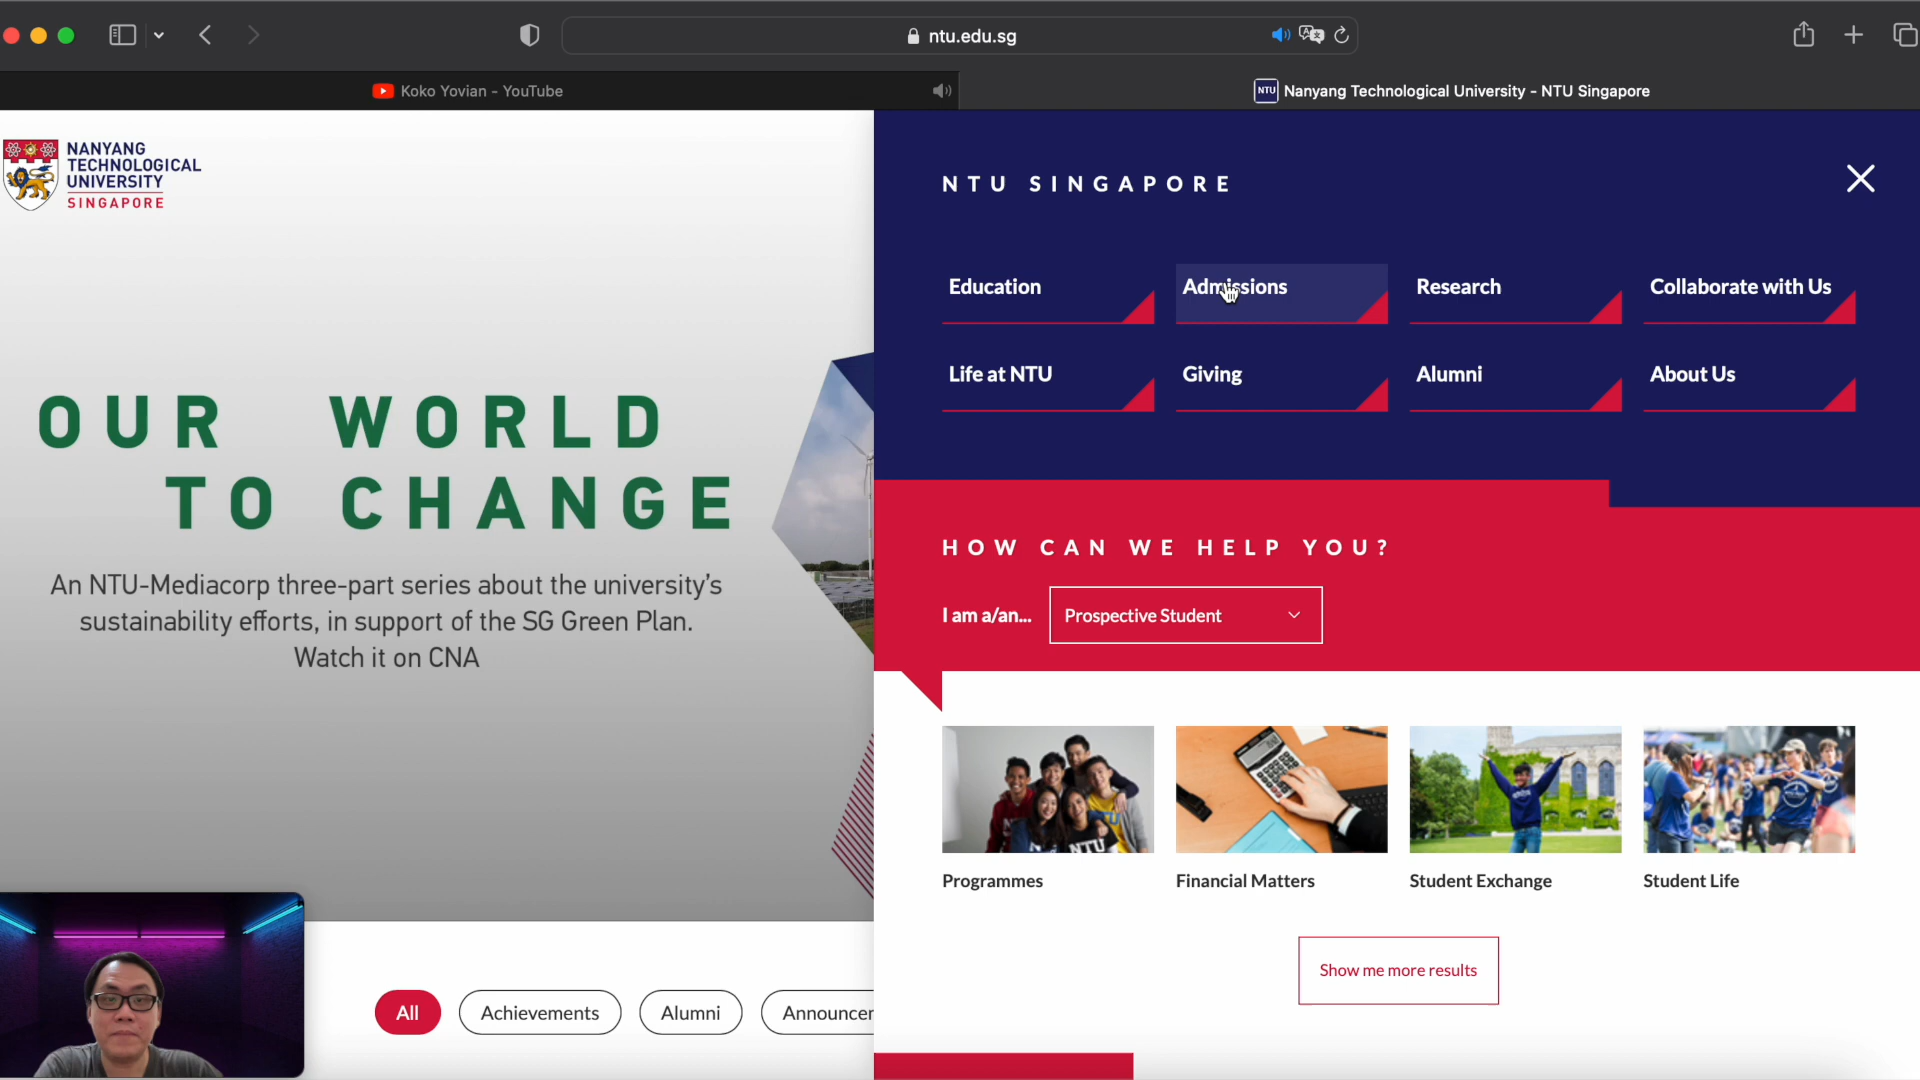 ntu.edu.sg
Koko Yovian - YouTube
NTU Nanyang Technological University - NTU Singapore
NANYANG
TECHNOLOGICAL
UNIVERSITY
SINGAPORE
OUR WORLD
TO CHANGE
An NTU-Mediacorp three-part series about the university's
sustainability efforts, in support of the SG Green Plan.
Watch it on CNA
All Achievements Alumni Announcer
NTU SINGAPORE
Education Admissions Research Collaborate with Us
Life at NTU Giving Alumni About Us
HOW CAN WE HELP YOU?
I am a/an... Prospective Student
NTU
Programmes Financial Matters Student Exchange Student Life
Show me more results